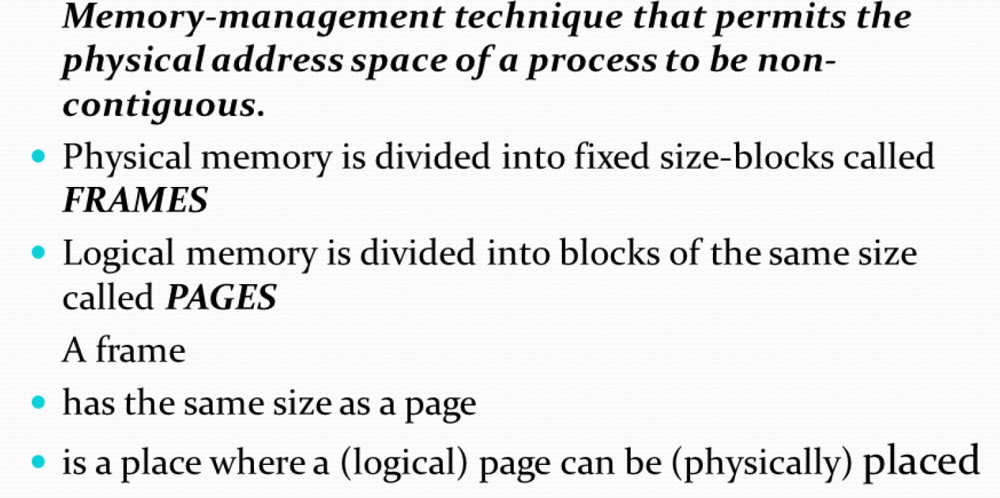 Memory-management technique that permits the
physical address space of a process to be non-
contiguous.
Physical memory is divided into fixed size-blocks called
FRAMES
Logical memory is divided into blocks of the same size
called PAGES
A frame
has the same size as a page
is a place where a (logical) page can be (physically) placed